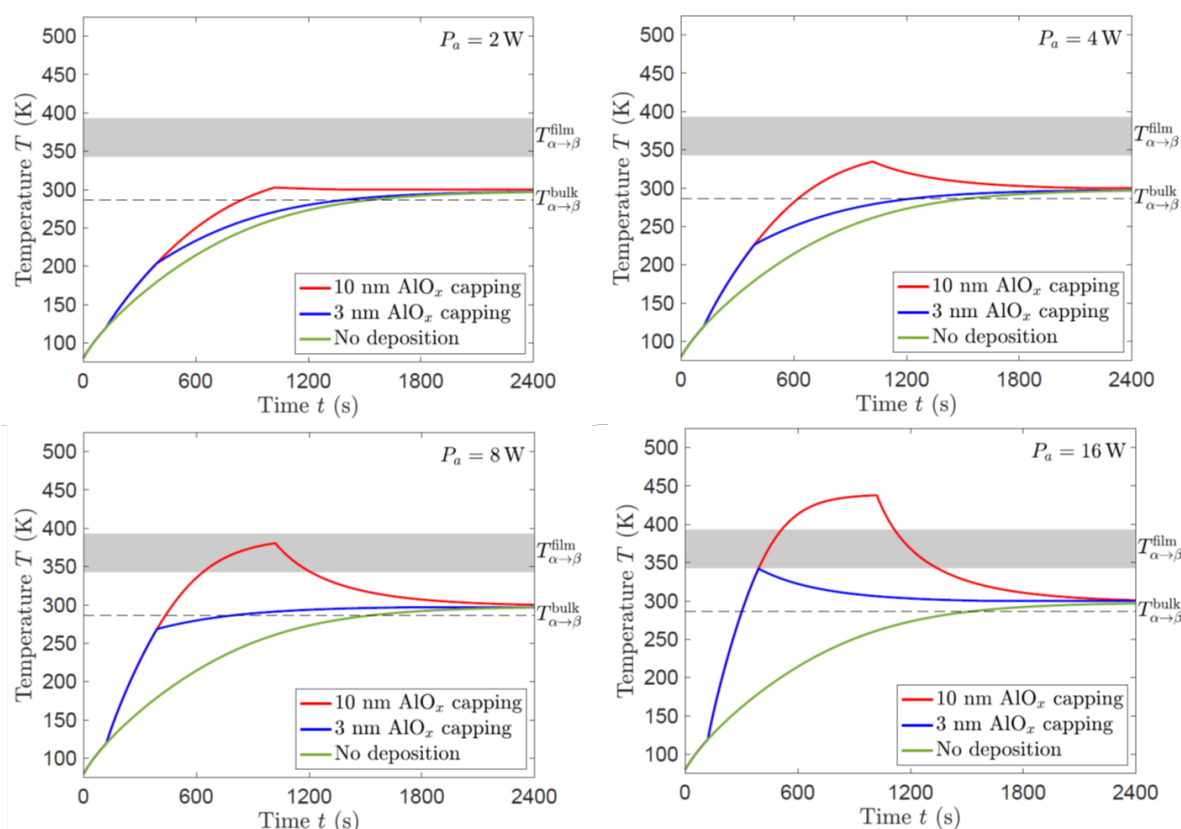 P_a = 2 W
500
450
400
350
300
250
200
150
100
Temperature T (K)
T^film_α→β
T^bulk_α→β
10 nm AlO_x capping
3 nm AlO_x capping
No deposition
0 600 1200 1800 2400
Time t (s)
P_a = 4 W
500
450
400
350
300
250
200
150
100
Temperature T (K)
T^film_α→β
T^bulk_α→β
10 nm AlO_x capping
3 nm AlO_x capping
No deposition
0 600 1200 1800 2400
Time t (s)
P_a = 8 W
500
450
400
350
300
250
200
150
100
Temperature T (K)
T^film_α→β
T^bulk_α→β
10 nm AlO_x capping
3 nm AlO_x capping
No deposition
0 600 1200 1800 2400
Time t (s)
P_a = 16 W
500
450
400
350
300
250
200
150
100
Temperature T (K)
T^film_α→β
T^bulk_α→β
10 nm AlO_x capping
3 nm AlO_x capping
No deposition
0 600 1200 1800 2400
Time t (s)